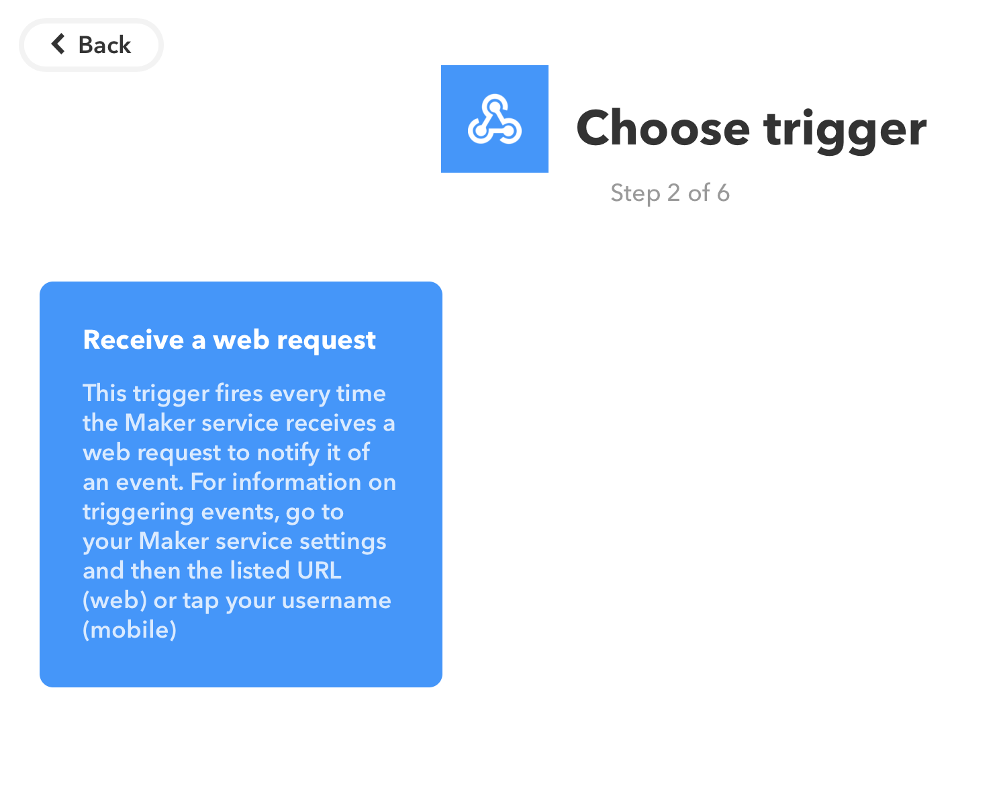 Back
Choose trigger
Step 2 of 6
Receive a web request
This trigger fires every time
the Maker service receives a
web request to notify it of
an event. For information on
triggering events, go to
your Maker service settings
and then the listed URL
(web) or tap your username
(mobile)